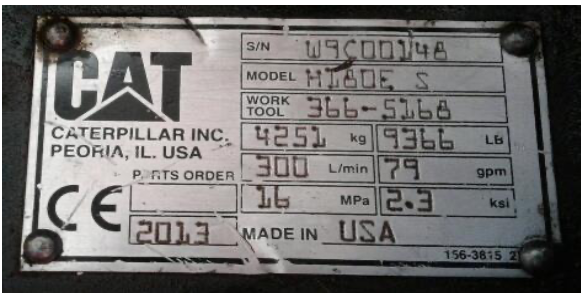 CAT
CATERPILLAR INC.
PEORIA, IL. USA
S/N W9C00148
MODEL H180E S
WORK TOOL 366-5168
4251 kg 9366 LB
PARTS ORDER 300 L/min 79 gpm
16 MPa 2.3 ksi
CE 2013 MADE IN USA
156-3815 2